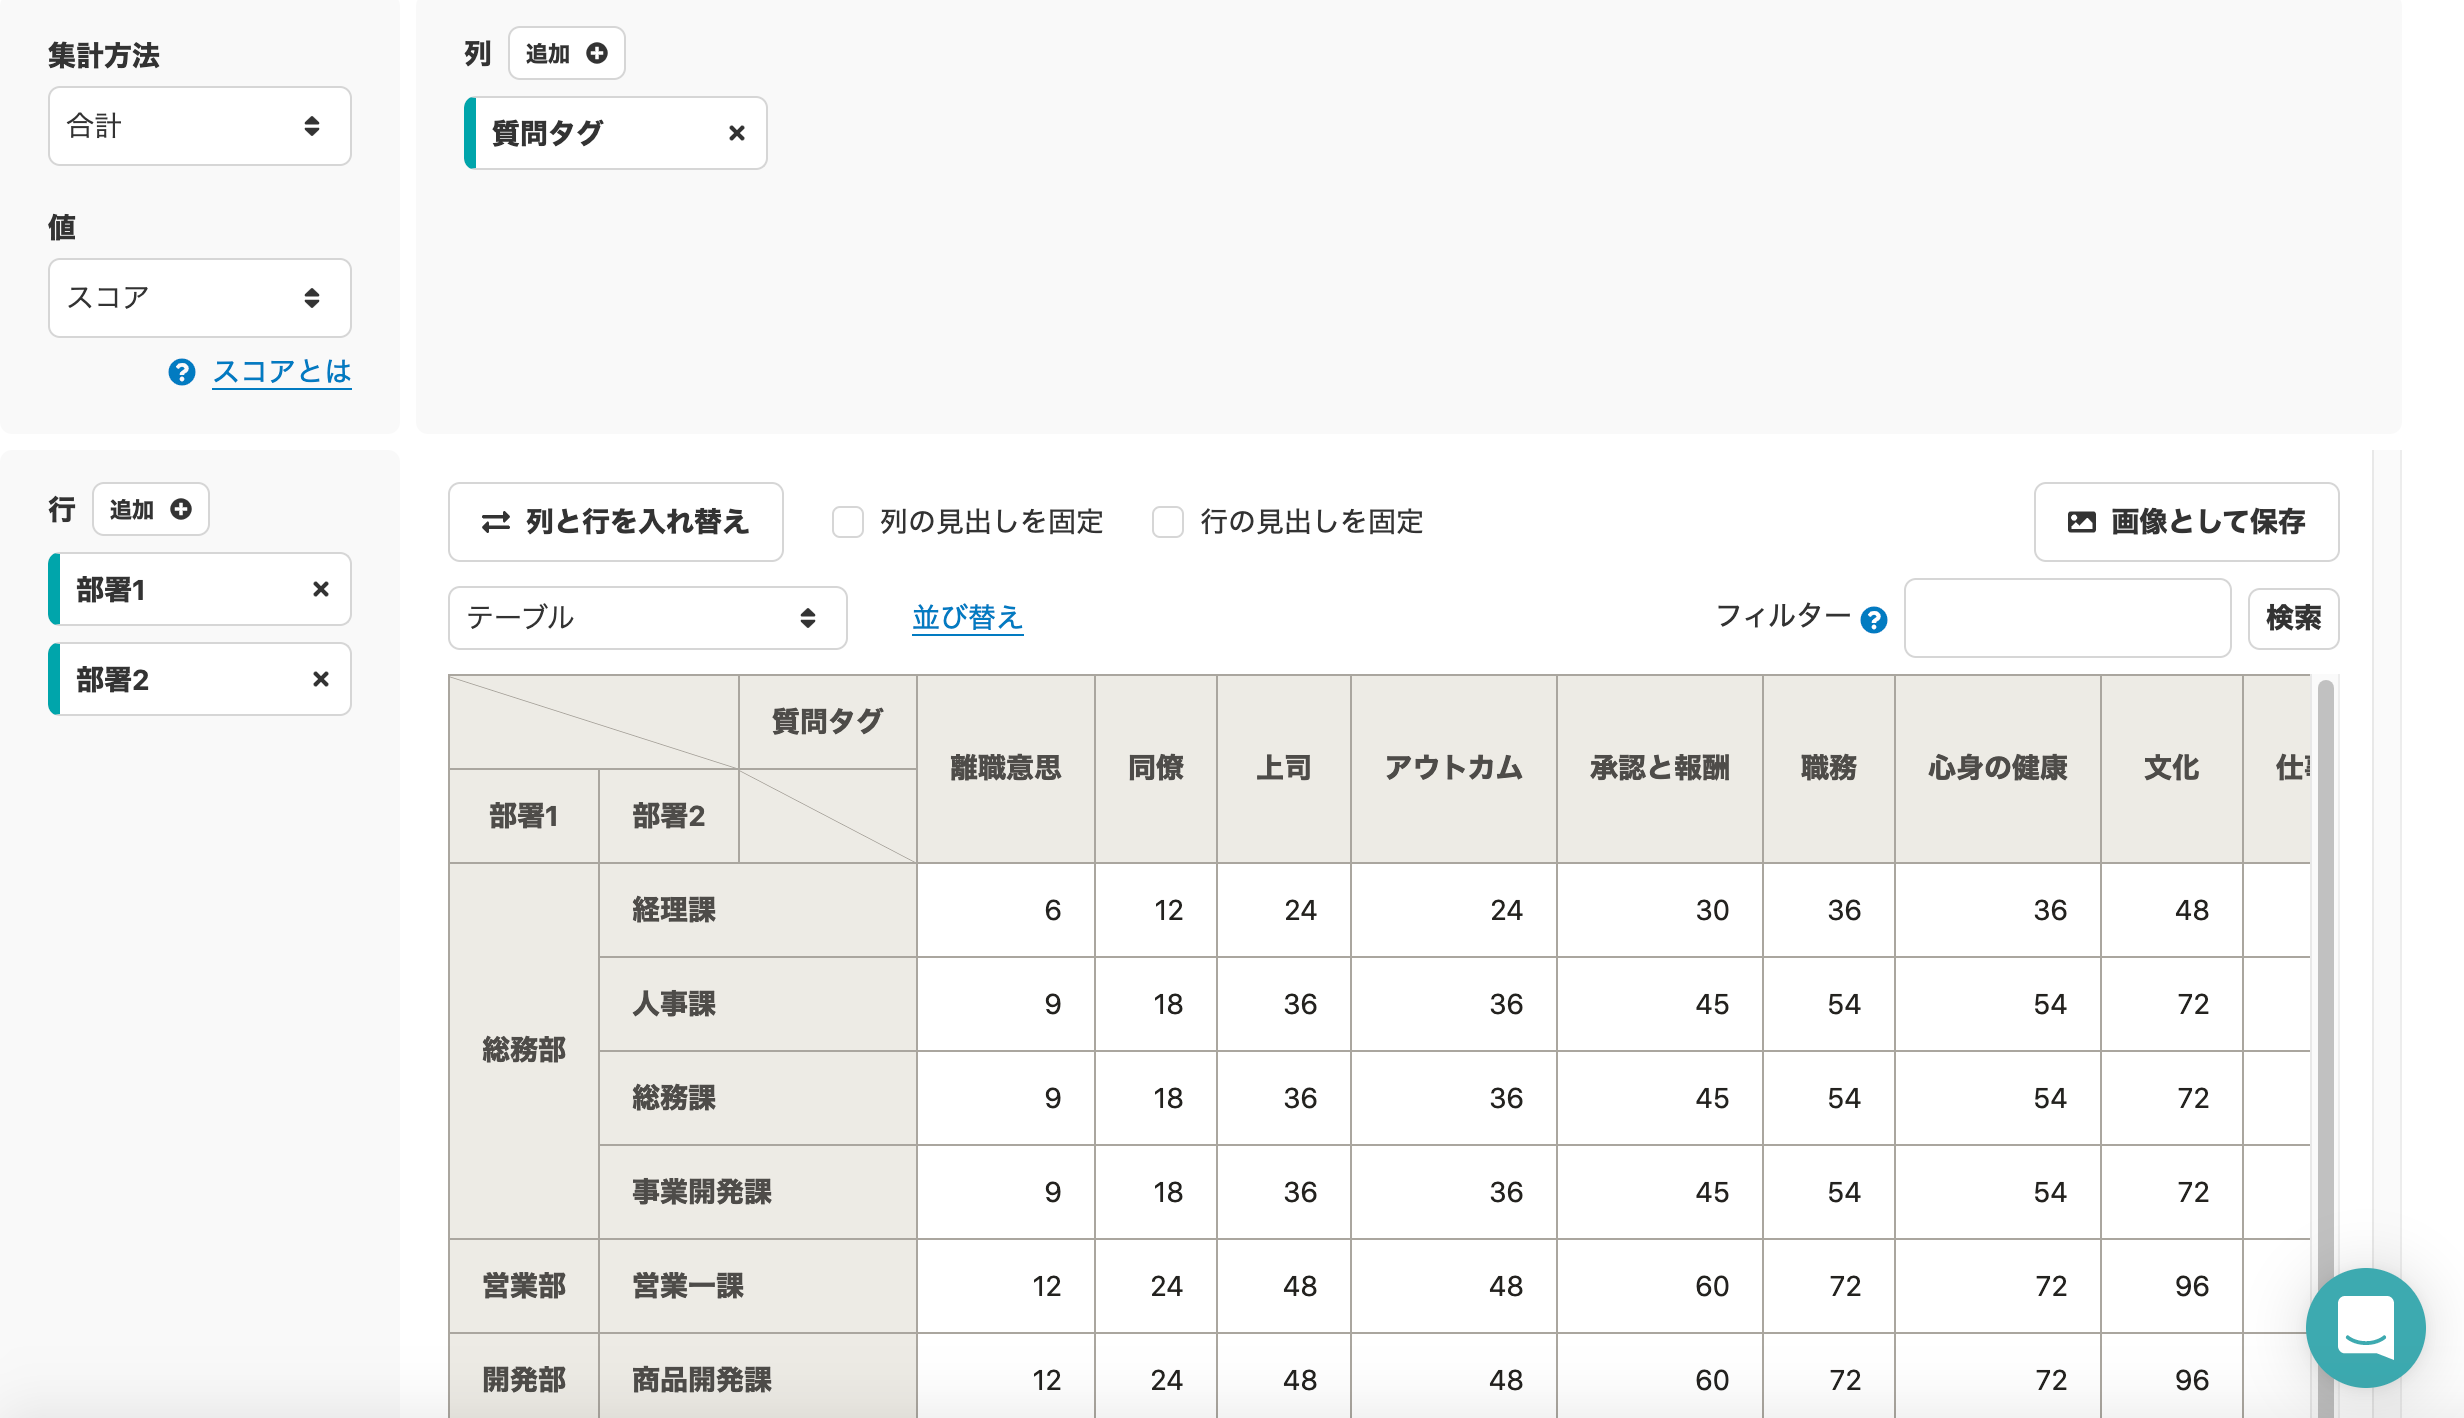 集計方法
合計
値
スコア
スコアとは
列 追加
質問タグ
行 追加
部署1
部署2
列と行を入れ替え 列の見出しを固定 行の見出しを固定 画像として保存
テーブル 並び替え フィルター 検索
質問タグ
部署1 部署2 離職意思 同僚 上司 アウトカム 承認と報酬 職務 心身の健康 文化 仕
総務部
経理課 6 12 24 24 30 36 36 48
人事課 9 18 36 36 45 54 54 72
総務課 9 18 36 36 45 54 54 72
事業開発課 9 18 36 36 45 54 54 72
営業部 営業一課 12 24 48 48 60 72 72 96
開発部 商品開発課 12 24 48 48 60 72 72 96